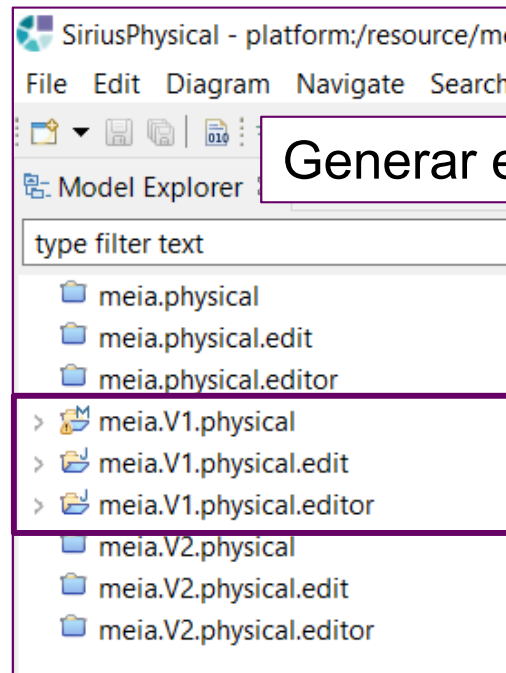 SiriusPhysical - platform:/resource/me
File Edit Diagram Navigate Search
010
Generar e
Model Explorer
type filter text
meia.physical
meia.physical.edit
meia.physical.editor
meia.V1.physical
meia.V1.physical.edit
meia.V1.physical.editor
meia.V2.physical
meia.V2.physical.edit
meia.V2.physical.editor